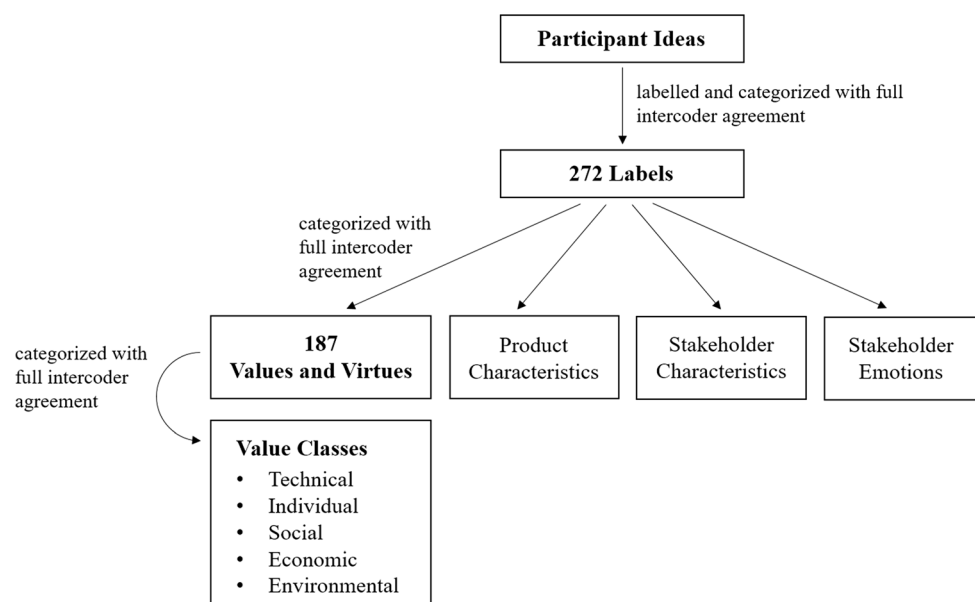 Participant Ideas
labelled and categorized with full
intercoder agreement
272 Labels
categorized with
full intercoder
agreement
187
Values and Virtues
Product
Characteristics
Stakeholder
Characteristics
Stakeholder
Emotions
categorized with
full intercoder
agreement
Value Classes
• Technical
• Individual
• Social
• Economic
• Environmental